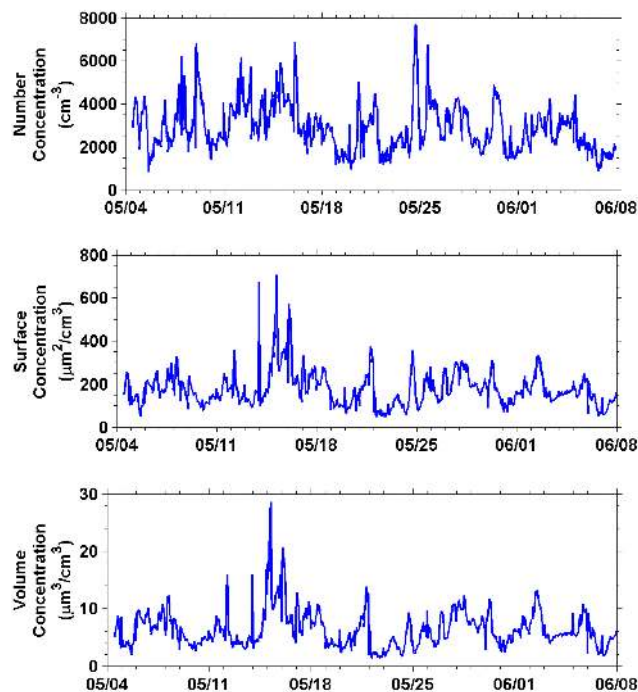 8000
6000
4000
2000
0
Number
Concentration
(cm⁻³)
05/04 05/11 05/18 05/25 06/01 06/08
800
600
400
200
0
Surface
Concentration
(µm²/cm³)
05/04 05/11 05/18 05/25 06/01 06/08
30
20
10
0
Volume
Concentration
(µm³/cm³)
05/04 05/11 05/18 05/25 06/01 06/08